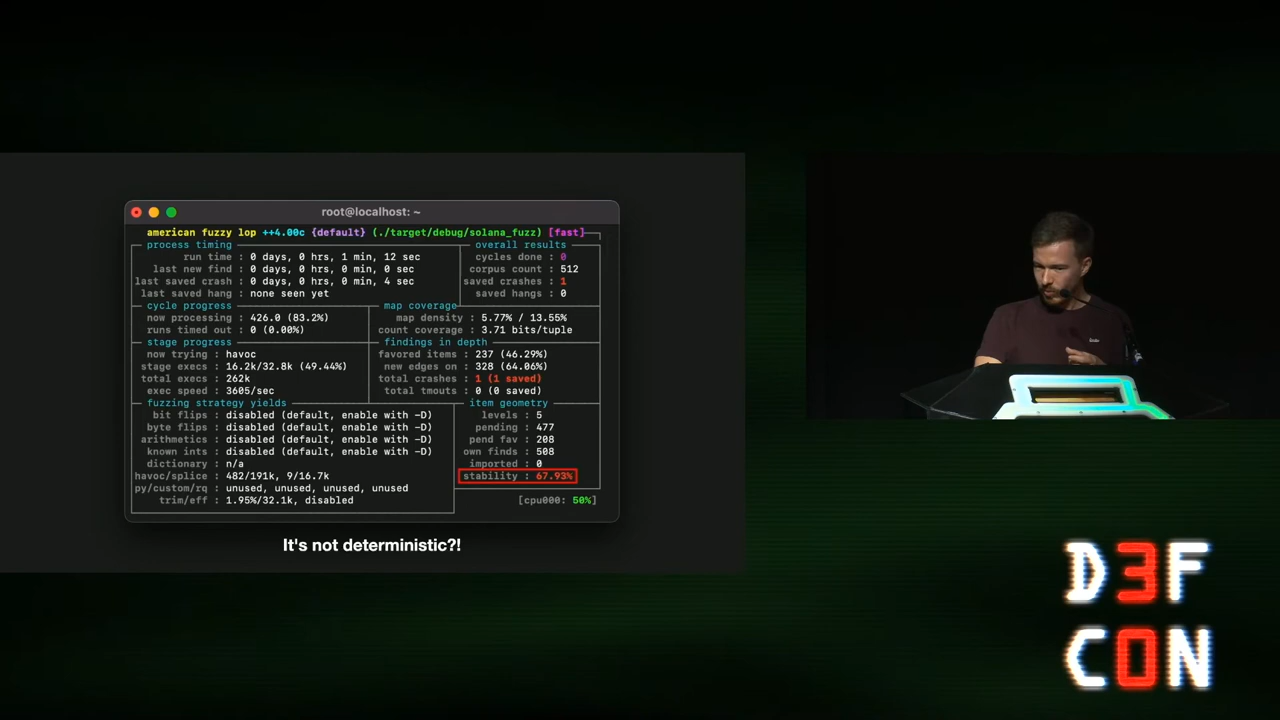 root@localhost: ~
american fuzzy lop ++4.00c {default} (./target/debug/solana_fuzz) [fast]
process timing
overall results
run time : 0 days, 0 hrs, 1 min, 12 sec
cycles done : 0
last new find : 0 days, 0 hrs, 0 min, 0 sec
corpus count : 512
last saved crash : 0 days, 0 hrs, 0 min, 4 sec
saved crashes : 1
last saved hang : none seen yet
saved hangs : 0
cycle progress
map coverage
now processing : 426.0 (83.2%)
map density : 5.77% / 13.55%
runs timed out : 0 (0.00%)
count coverage : 3.71 bits/tuple
stage progress
findings in depth
now trying : havoc
favored items : 237 (46.29%)
stage execs : 16.2k/32.8k (49.44%)
new edges on : 328 (64.06%)
total execs : 262k
total crashes : 1 (1 saved)
exec speed : 3605/sec
total tmouts : 0 (0 saved)
fuzzing strategy yields
item geometry
bit flips : disabled (default, enable with -D)
levels : 5
byte flips : disabled (default, enable with -D)
pending : 477
arithmetics : disabled (default, enable with -D)
pend fav : 208
known ints : disabled (default, enable with -D)
own finds : 508
dictionary : n/a
imported : 0
havoc/splice : 482/191k, 9/16.7k
stability : 67.93%
py/custom/rq : unused, unused, unused, unused
trim/eff : 1.95%/32.1k, disabled
[cpu000: 50%]
It's not deterministic?!
D3F
C0N